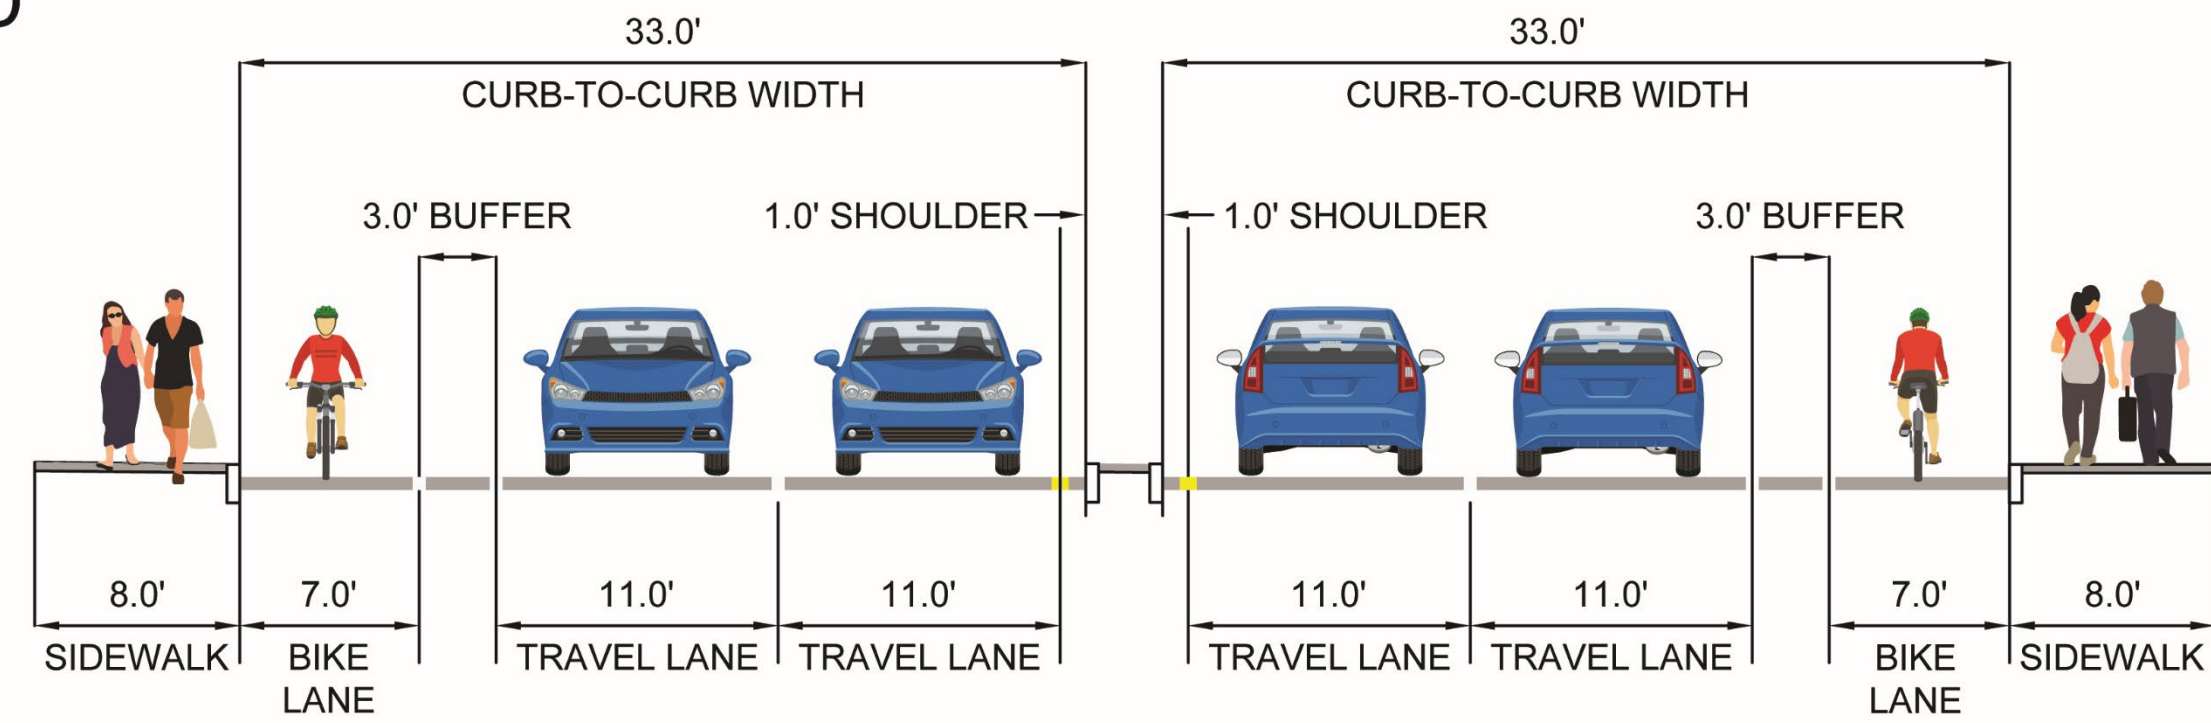 33.0' 33.0'
CURB-TO-CURB WIDTH CURB-TO-CURB WIDTH
3.0' BUFFER 1.0' SHOULDER 1.0' SHOULDER 3.0' BUFFER
8.0' 7.0' 11.0' 11.0' 11.0' 11.0' 7.0' 8.0'
SIDEWALK BIKE TRAVEL LANE TRAVEL LANE TRAVEL LANE TRAVEL LANE BIKE SIDEWALK
LANE LANE